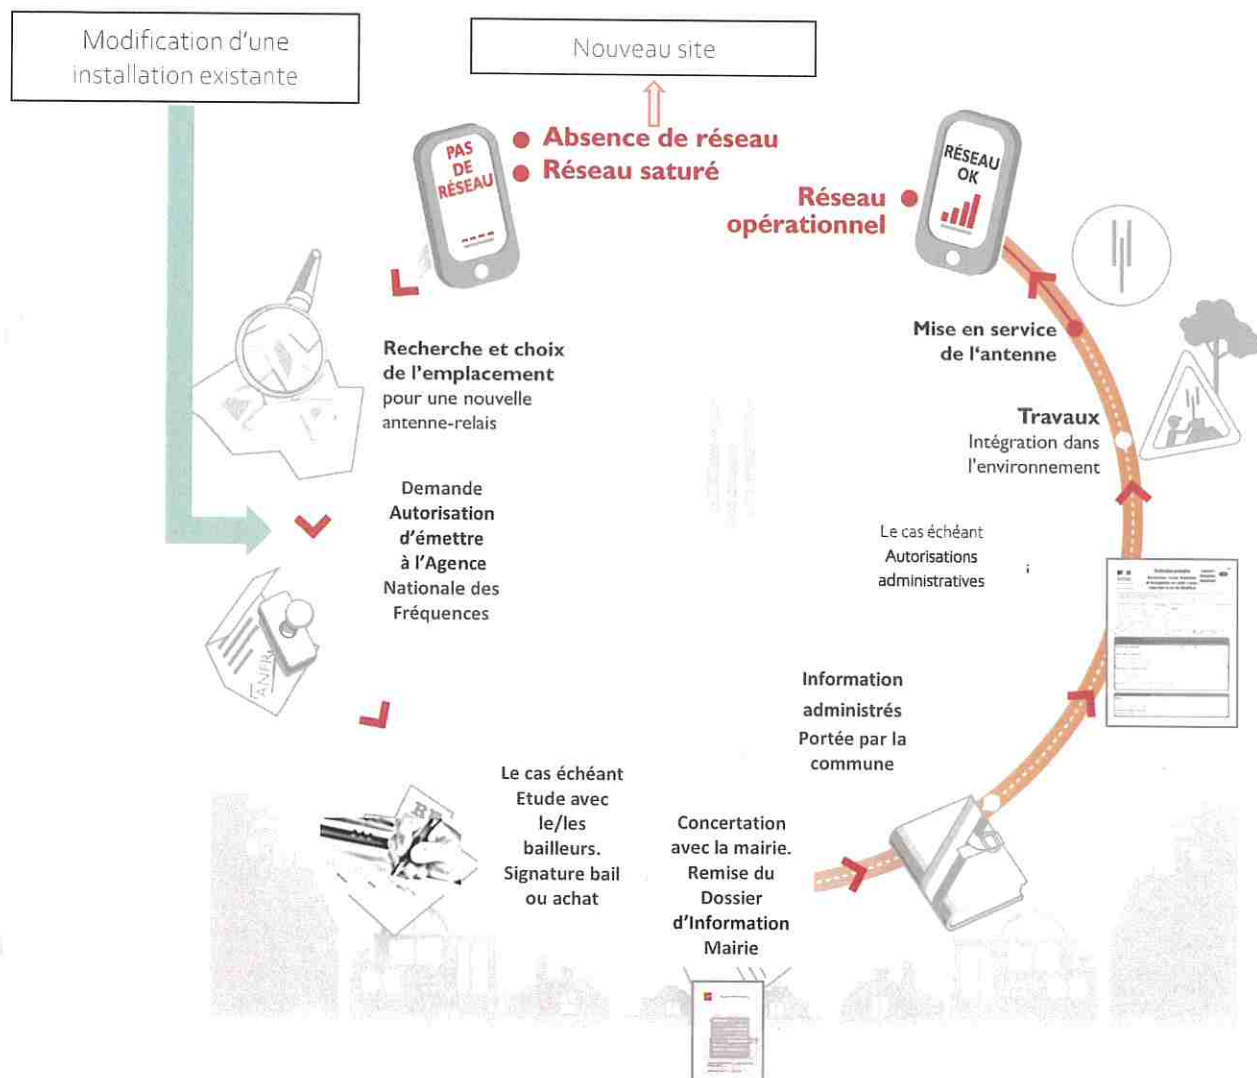 Modification d'une
installation existante
Nouveau site
PAS
DE
RÉSEAU
Absence de réseau
Réseau saturé
RÉSEAU
OK
Réseau
opérationnel
Recherche et choix
de l'emplacement
pour une nouvelle
antenne-relais
Mise en service
de l'antenne
Travaux
Intégration dans
l'environnement
Demande
Autorisation
d'émettre
à l'Agence
Nationale des
Fréquences
ANFR
Le cas échéant
Autorisations
administratives
Information
administrés
Portée par la
commune
Le cas échéant
Etude avec
le/les
bailleurs.
Signature bail
ou achat
Concertation
avec la mairie.
Remise du
Dossier
d'Information
Mairie